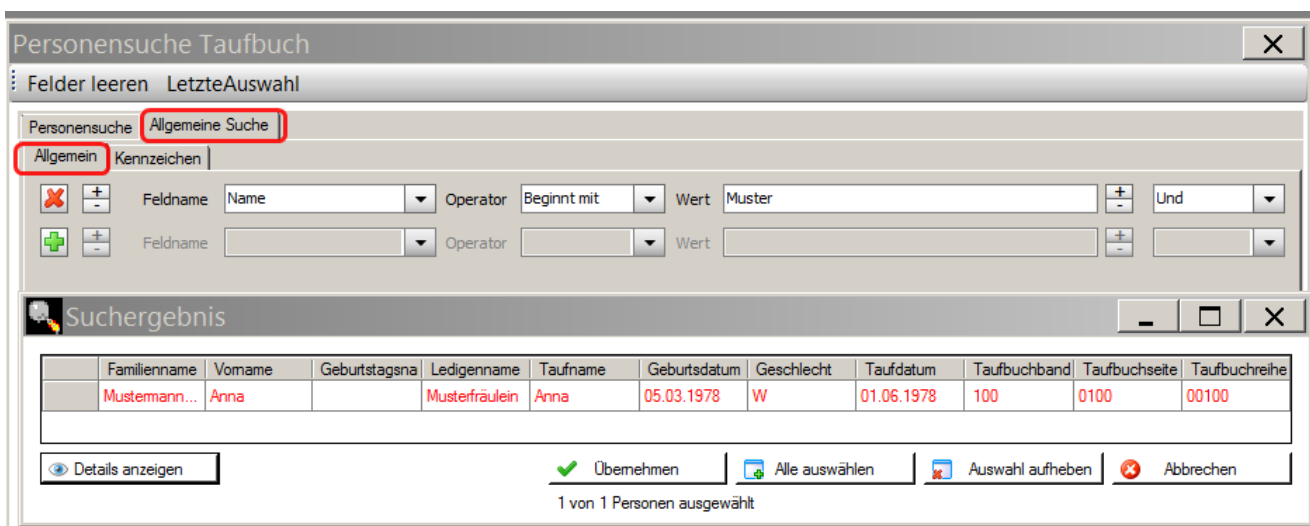 Personensuche Taufbuch
Felder leeren LetzteAuswahl
Personensuche Allgemeine Suche
Allgemein Kennzeichen
+ - Feldname Name Operator Beginnt mit Wert Muster + - Und
+ - Feldname Operator Wert + -
Suchergebnis
Familienname Vorname Geburtstagsna Ledigenname Taufname Geburtsdatum Geschlecht Taufdatum Taufbuchband Taufbuchseite Taufbuchreihe
Mustermann... Anna Musterfräulein Anna 05.03.1978 W 01.06.1978 100 0100 00100
Details anzeigen Übernehmen Alle auswählen Auswahl aufheben Abbrechen
1 von 1 Personen ausgewählt